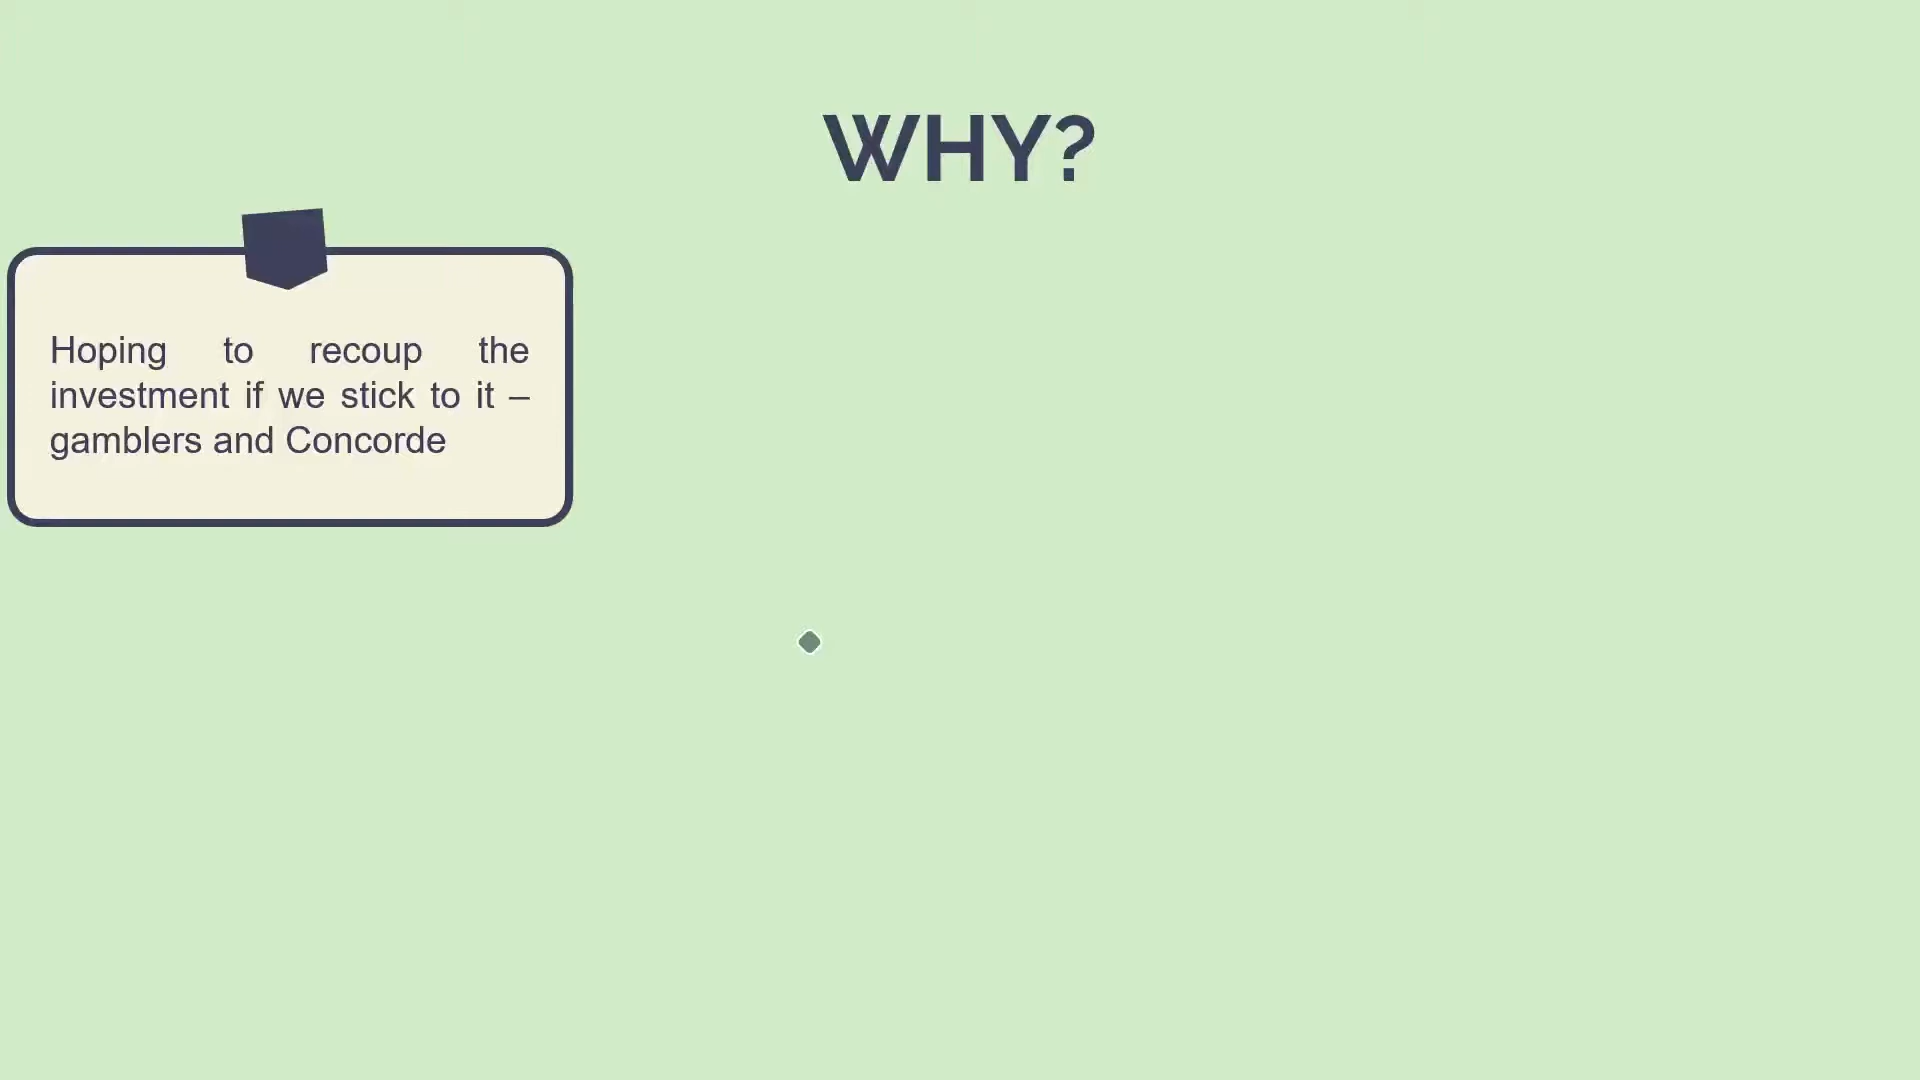 WHY?
Hoping to recoup the
investment if we stick to it –
gamblers and Concorde